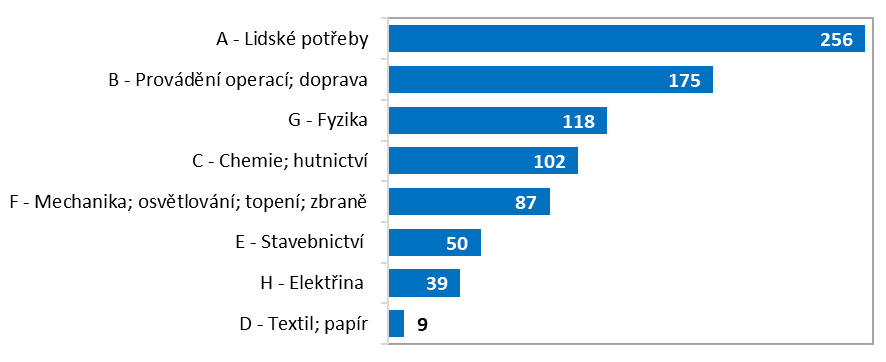 A - Lidské potřeby 256
B - Provádění operací; doprava 175
G - Fyzika 118
C - Chemie; hutnictví 102
F - Mechanika; osvětlování; topení; zbraně 87
E - Stavebnictví 50
H - Elektřina 39
D - Textil; papír 9